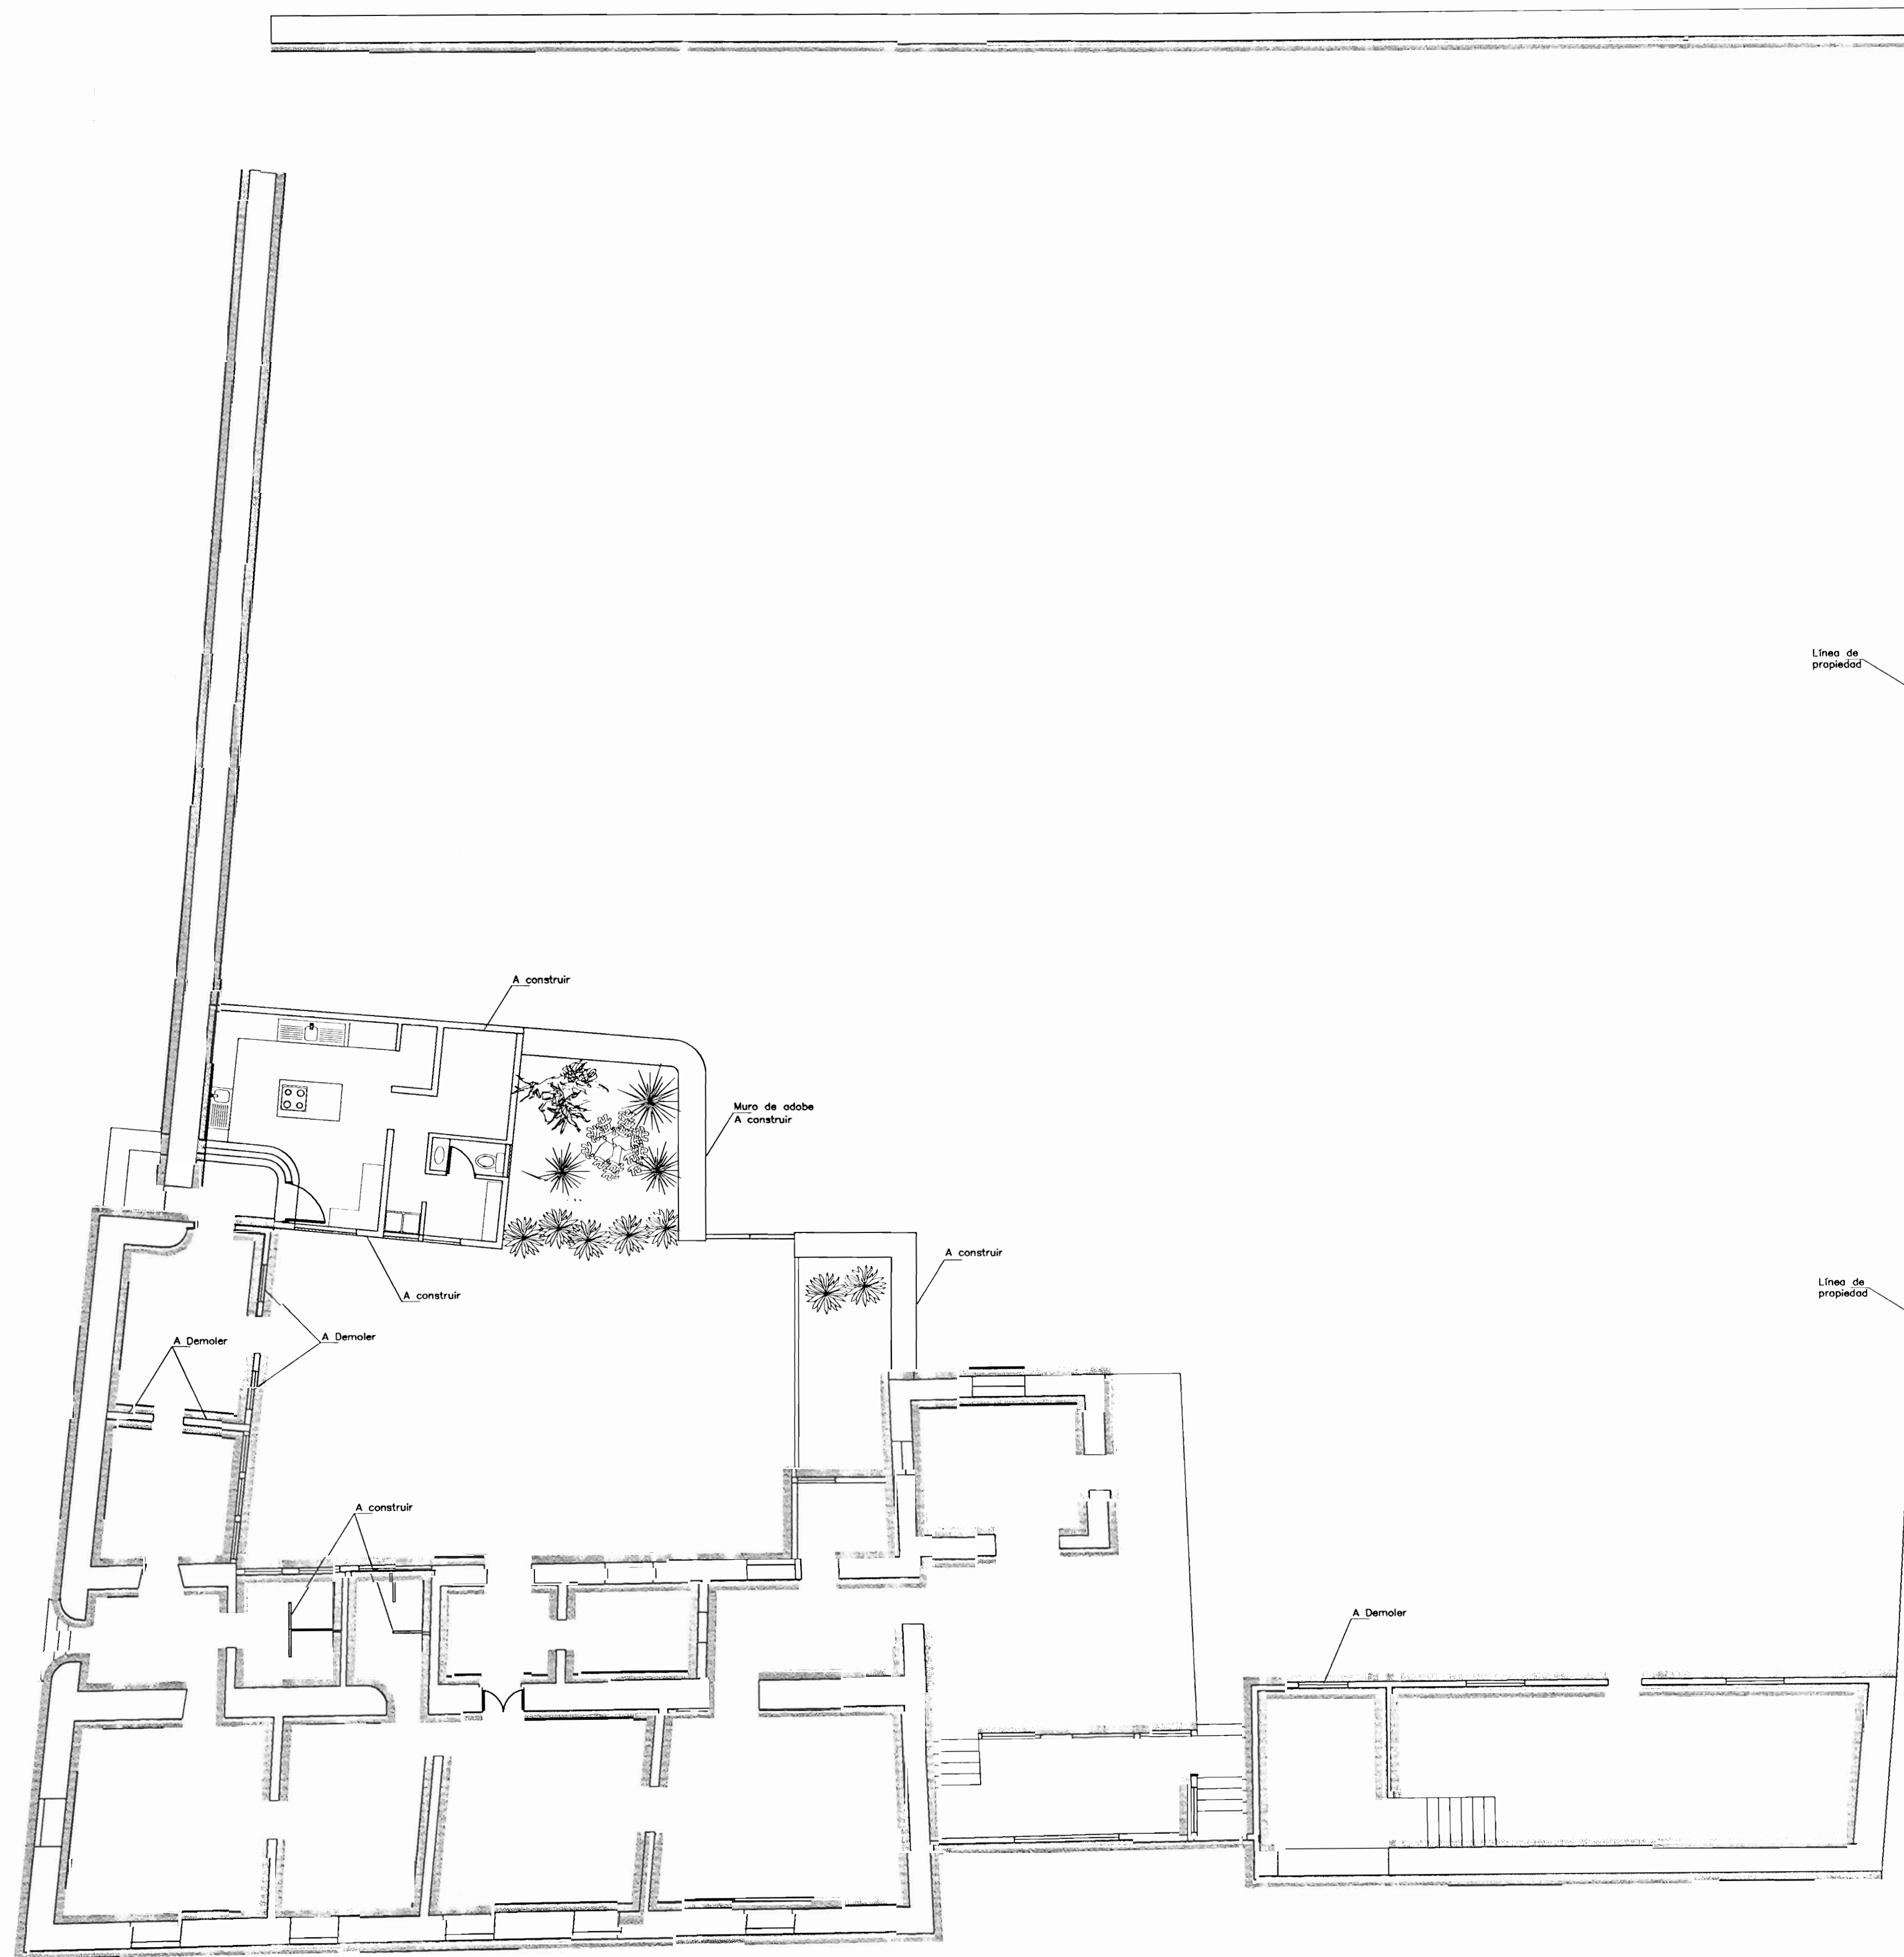 Línea de
propiedad
A construir
Muro de adobe
A construir
A construir
Línea de
propiedad
A construir
A Demoler
A Demoler
A construir
A Demoler